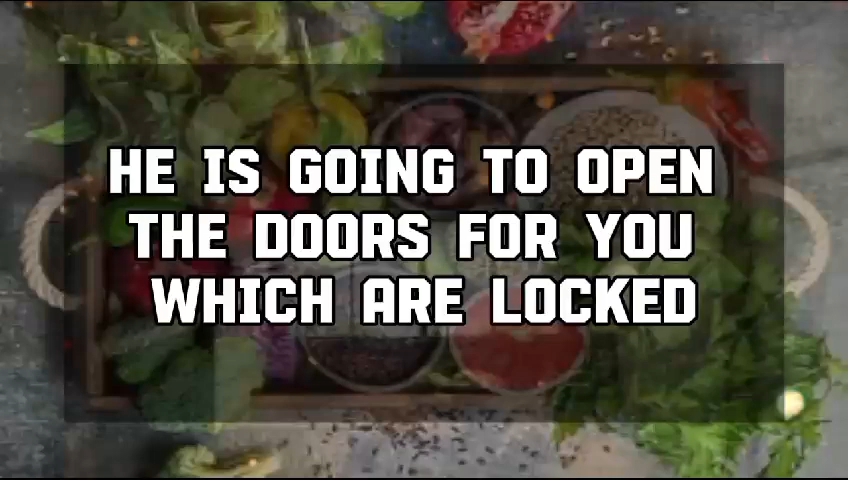 HE IS GOING TO OPEN
THE DOORS FOR YOU
WHICH ARE LOCKED